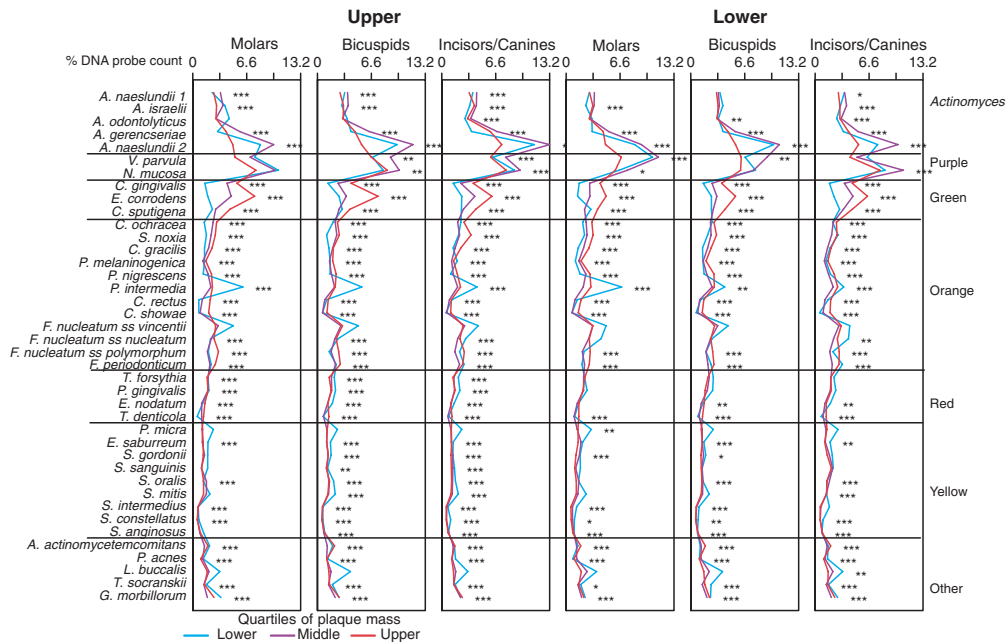 Upper Lower
Molars Bicuspids Incisors/Canines Molars Bicuspids Incisors/Canines
% DNA probe count 0 6.6 13.2 0 6.6 13.2 0 6.6 13.2 0 6.6 13.2 0 6.6 13.2 0 6.6 13.2
A. naeslundii 1 *** *** *** *
A. israelii *** *** *** *** *** Actinomyces
A. odontolyticus ** ***
A. gerencseriae *** *** *** *** *** ***
A. naeslundii 2 *** *** * *** ***
V. parvula ** *** *** ** Purple
N. mucosa ** *** * ***
C. gingivalis *** *** *** *** *** ***
E. corrodens *** *** *** *** *** *** Green
C. sputigena *** *** *** *** *** ***
C. ochracea *** *** *** *** *** ***
S. noxia *** *** *** *** *** ***
C. gracilis *** *** *** *** *** ***
P. melaninogenica *** *** *** *** *** ***
P. nigrescens *** *** *** *** *** ***
P. intermedia *** *** *** ** *** Orange
C. rectus *** *** *** *** *** ***
C. showae *** *** *** *** *** ***
F. nucleatum ss vincentii
F. nucleatum ss nucleatum *** *** *** **
F. nucleatum ss polymorphum *** *** *** *** *** ***
F. periodonticum *** *** *** *** ***
T. forsythia *** *** ***
P. gingivalis *** *** *** Red
E. nodatum *** *** *** ** **
T. denticola *** *** *** *** *** ***
P. micra **
E. saburreum *** *** *** *** **
S. gordonii *** *** *** *
S. sanguinis ** ***
S. oralis *** *** *** *** *** Yellow
S. mitis *** *** ***
S. intermedius *** *** *** *** ***
S. constellatus *** *** *** * ** ***
S. anginosus *** *** *** *** ***
A. actinomycetemcomitans *** *** *** *** *** ***
P. acnes *** *** *** *** *** ***
L. buccalis **
T. socranskii *** *** *** * *** *** Other
G. morbillorum *** *** *** *** *** ***
Quartiles of plaque mass
Lower Middle Upper